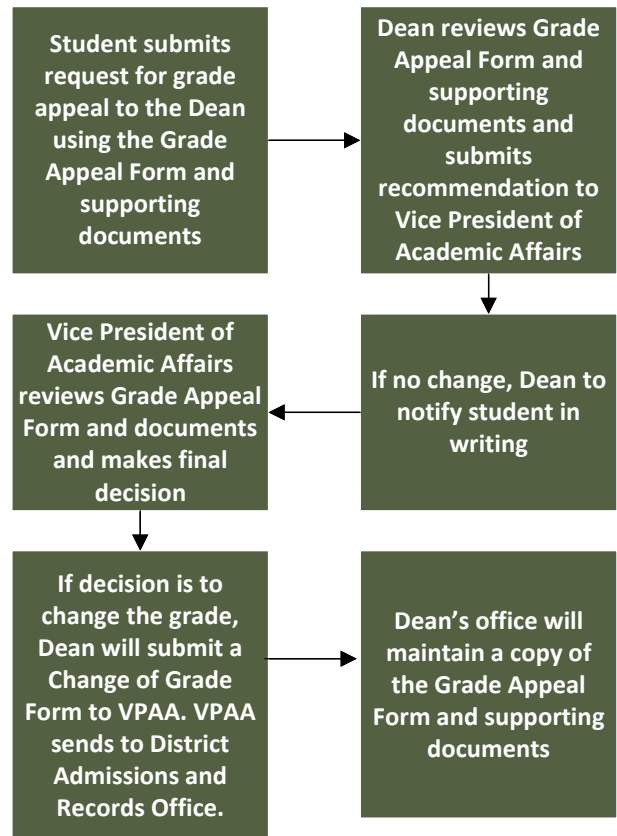 Student submits
request for grade
appeal to the Dean
using the Grade
Appeal Form and
supporting
documents
Dean reviews Grade
Appeal Form and
supporting
documents and
submits
recommendation to
Vice President of
Academic Affairs
If no change, Dean to
notify student in
writing
Vice President of
Academic Affairs
reviews Grade Appeal
Form and documents
and makes final
decision
If decision is to
change the grade,
Dean will submit a
Change of Grade
Form to VPAA. VPAA
sends to District
Admissions and
Records Office.
Dean’s office will
maintain a copy of
the Grade Appeal
Form and supporting
documents